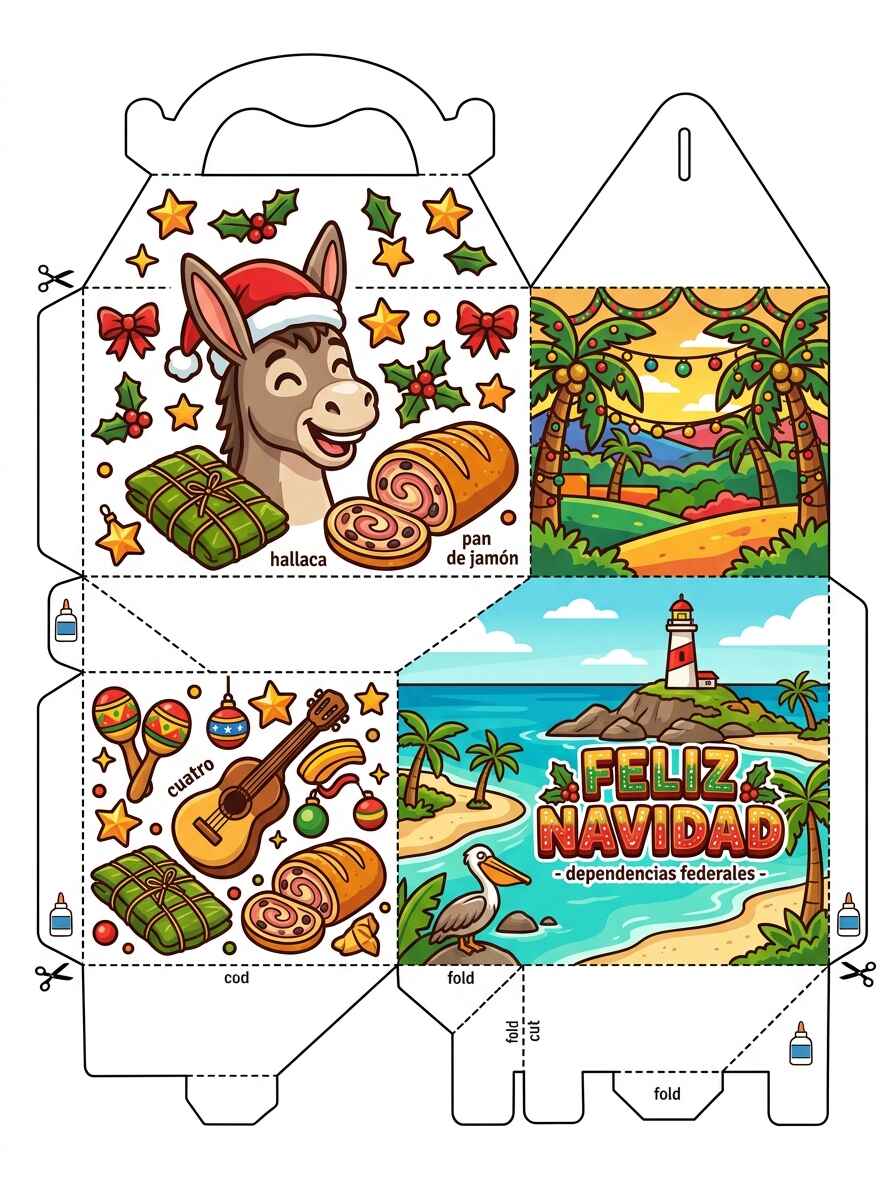 hallaca
pan
de jamón
cuatro
FELIZ
NAVIDAD
- dependencias federales -
cod
fold
fold
cut
fold